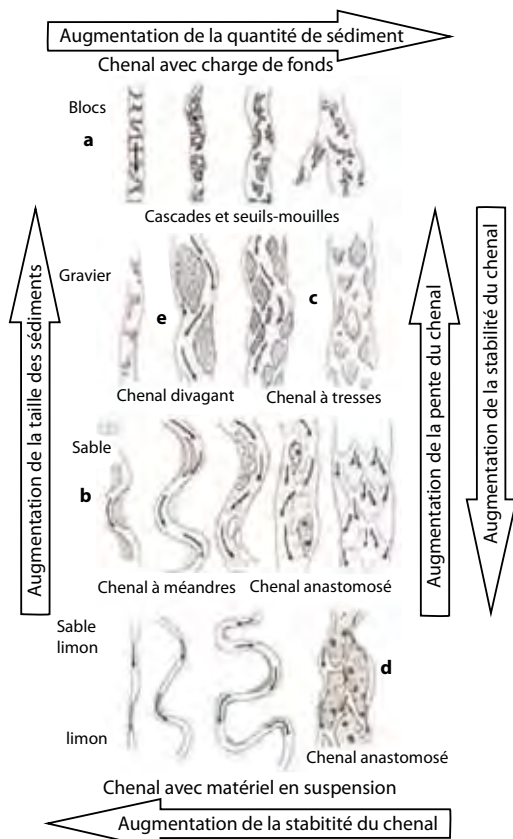 Augmentation de la quantité de sédiment
Chenal avec charge de fonds
Blocs
a
Cascades et seuils-mouilles
Augmentation de la taille des sédiments
Gravier
e
c
Augmentation de la pente du chenal
Augmentation de la stabilité du chenal
Chenal divagant
Chenal à tresses
Sable
b
Chenal à méandres
Chenal anastomosé
Sable
limon
d
limon
Chenal anastomosé
Chenal avec matériel en suspension
Augmentation de la stabitité du chenal